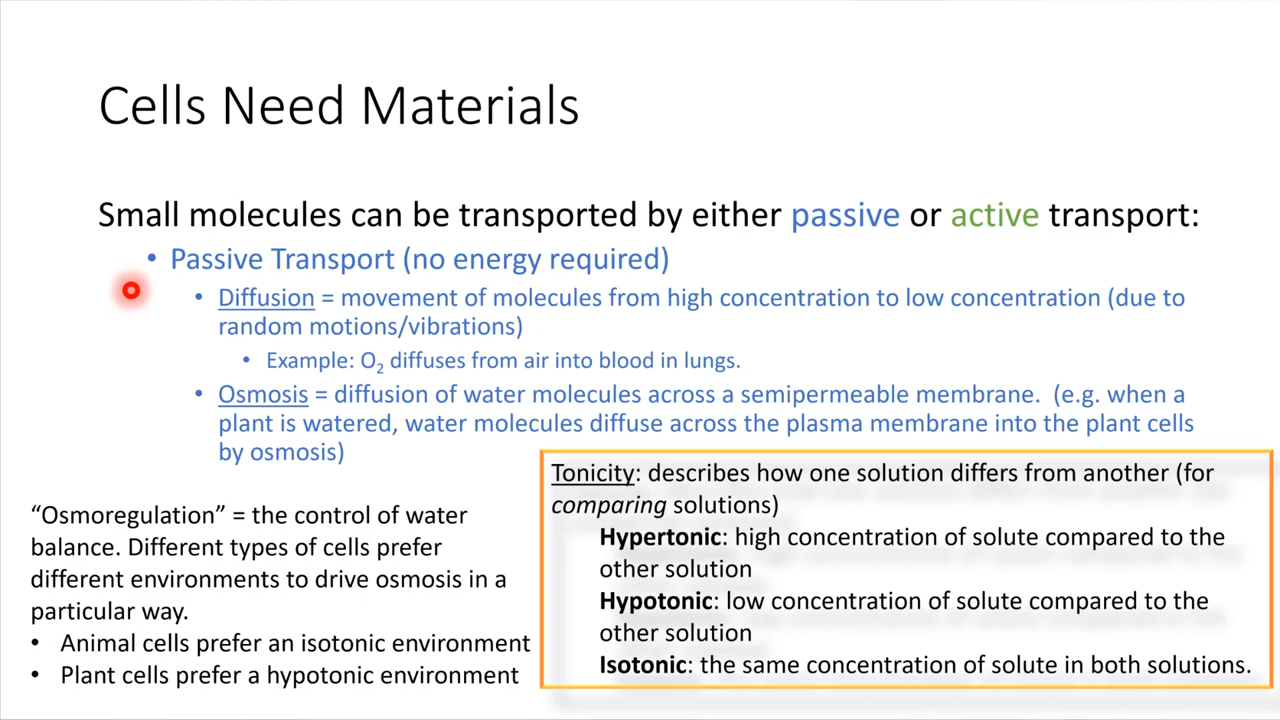 Cells Need Materials
Small molecules can be transported by either passive or active transport:
• Passive Transport (no energy required)
• Diffusion = movement of molecules from high concentration to low concentration (due to
random motions/vibrations)
• Example: O₂ diffuses from air into blood in lungs.
• Osmosis = diffusion of water molecules across a semipermeable membrane. (e.g. when a
plant is watered, water molecules diffuse across the plasma membrane into the plant cells
by osmosis)
“Osmoregulation” = the control of water
balance. Different types of cells prefer
different environments to drive osmosis in a
particular way.
• Animal cells prefer an isotonic environment
• Plant cells prefer a hypotonic environment
Tonicity: describes how one solution differs from another (for
comparing solutions)
Hypertonic: high concentration of solute compared to the
other solution
Hypotonic: low concentration of solute compared to the
other solution
Isotonic: the same concentration of solute in both solutions.